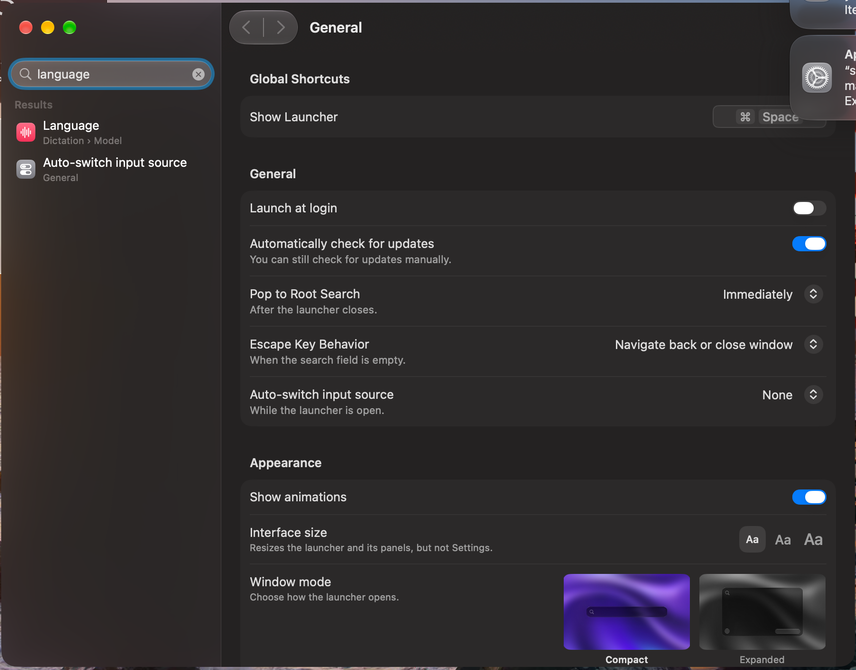 General
language
Results
Language
Dictation › Model
Auto-switch input source
General
Global Shortcuts
Show Launcher
⌘ Space
General
Launch at login
Automatically check for updates
You can still check for updates manually.
Pop to Root Search
Immediately
After the launcher closes.
Escape Key Behavior
Navigate back or close window
When the search field is empty.
Auto-switch input source
None
While the launcher is open.
Appearance
Show animations
Interface size
Aa Aa Aa
Resizes the launcher and its panels, but not Settings.
Window mode
Choose how the launcher opens.
Compact
Expanded